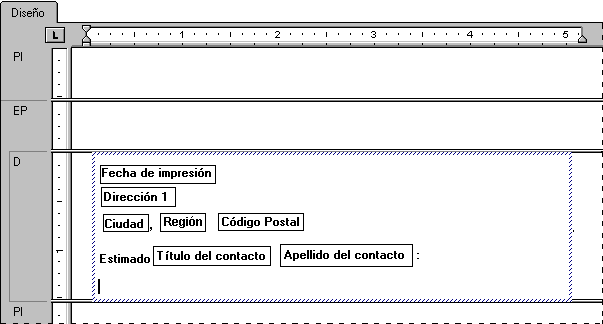 Diseño
L 1 2 3 4 5
PI
EP
D
Fecha de impresión
Dirección 1
Ciudad , Región Código Postal
Estimado Título del contacto Apellido del contacto :
1
PI